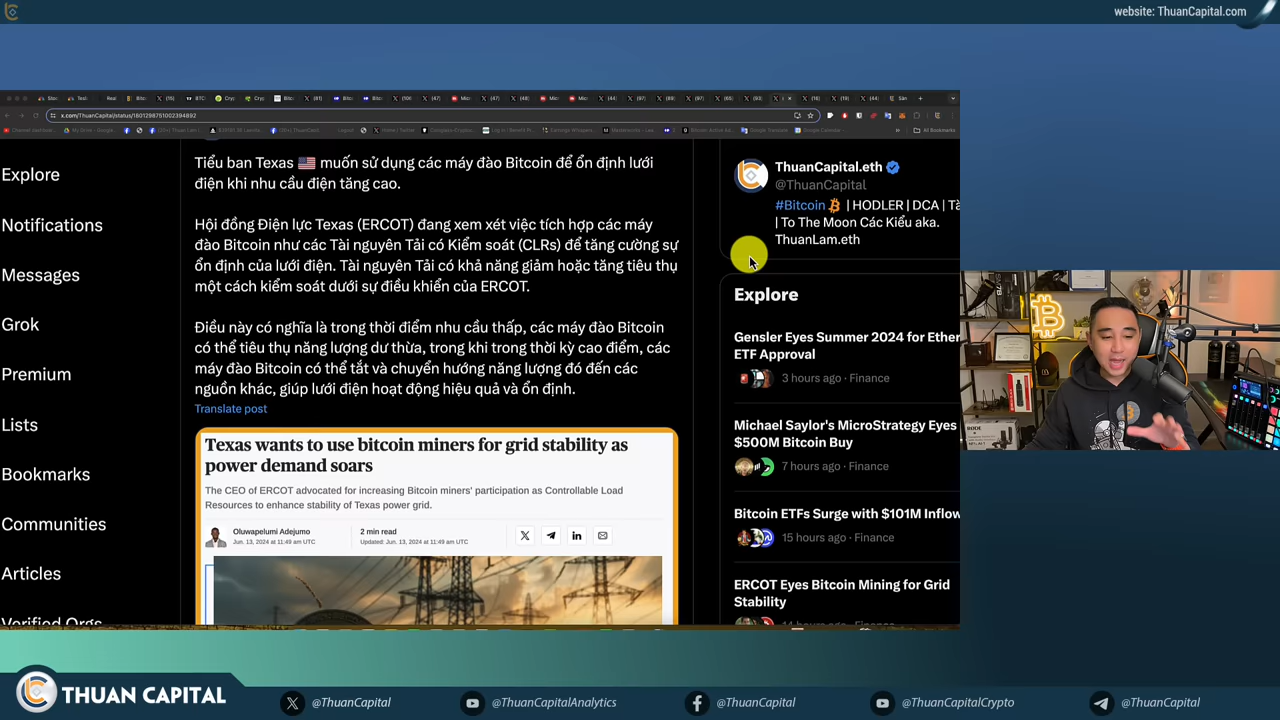 website: ThuanCapital.com
x.com/ThuanCapital/status/1801298751002394892
All Bookmarks
Explore
Notifications
Messages
Grok
Premium
Lists
Bookmarks
Communities
Articles
Verified Orgs
Tiểu ban Texas muốn sử dụng các máy đào Bitcoin để ổn định lưới
điện khi nhu cầu điện tăng cao.
Hội đồng Điện lực Texas (ERCOT) đang xem xét việc tích hợp các máy
đào Bitcoin như các Tài nguyên Tải có Kiểm soát (CLRs) để tăng cường sự
ổn định của lưới điện. Tài nguyên Tải có khả năng giảm hoặc tăng tiêu thụ
một cách kiểm soát dưới sự điều khiển của ERCOT.
Điều này có nghĩa là trong thời điểm nhu cầu thấp, các máy đào Bitcoin
có thể tiêu thụ năng lượng dư thừa, trong khi trong thời kỳ cao điểm, các
máy đào Bitcoin có thể tắt và chuyển hướng năng lượng đó đến các
nguồn khác, giúp lưới điện hoạt động hiệu quả và ổn định.
Translate post
Texas wants to use bitcoin miners for grid stability as
power demand soars
The CEO of ERCOT advocated for increasing Bitcoin miners' participation as Controllable Load
Resources to enhance stability of Texas power grid.
Oluwapelumi Adejumo
Jun. 13, 2024 at 11:49 am UTC
2 min read
Updated: Jun. 13, 2024 at 11:49 am UTC
ThuanCapital.eth
@ThuanCapital
#Bitcoin | HODLER | DCA | Tà
| To The Moon Các Kiểu aka.
ThuanLam.eth
Explore
Gensler Eyes Summer 2024 for Ether
ETF Approval
3 hours ago · Finance
Michael Saylor's MicroStrategy Eyes
$500M Bitcoin Buy
7 hours ago · Finance
Bitcoin ETFs Surge with $101M Inflow
15 hours ago · Finance
ERCOT Eyes Bitcoin Mining for Grid
Stability
14 hours ago · Finance
THUAN CAPITAL
@ThuanCapital
@ThuanCapitalAnalytics
@ThuanCapital
@ThuanCapitalCrypto
@ThuanCapital